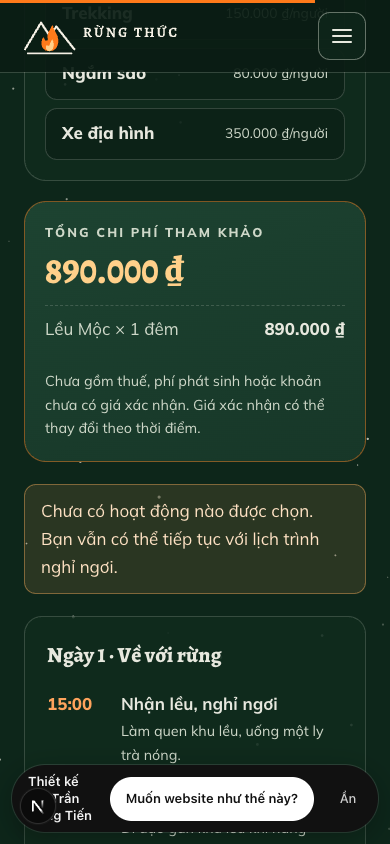 Trekking 150.000 ₫/người
RỪNG THỨC
Ngắm sao 80.000 ₫/người
Xe địa hình 350.000 ₫/người
TỔNG CHI PHÍ THAM KHẢO
890.000 ₫
Lều Mộc × 1 đêm 890.000 ₫
Chưa gồm thuế, phí phát sinh hoặc khoản
chưa có giá xác nhận. Giá xác nhận có thể
thay đổi theo thời điểm.
Chưa có hoạt động nào được chọn.
Bạn vẫn có thể tiếp tục với lịch trình
nghỉ ngơi.
Ngày 1 · Về với rừng
15:00 Nhận lều, nghỉ ngơi
Làm quen khu lều, uống một ly
trà nóng.
Thiết kế
Trần
Tiến
N
Muốn website như thế này?
Ẩn